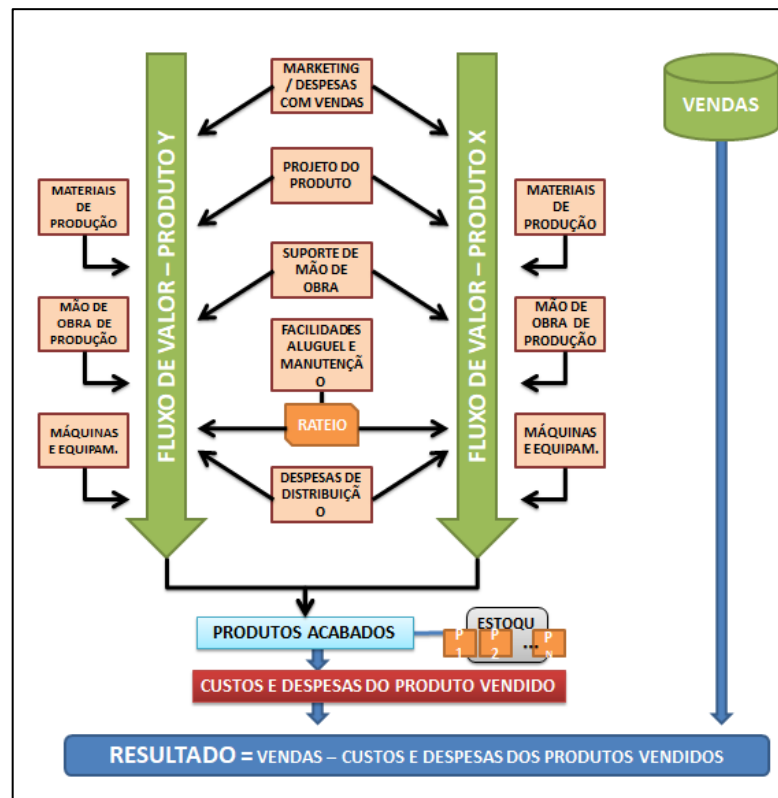 FLUXO DE VALOR – PRODUTO Y
MARKETING
/ DESPESAS
COM VENDAS
FLUXO DE VALOR – PRODUTO X
VENDAS
PROJETO DO
PRODUTO
MATERIAIS
DE
PRODUÇÃO
MATERIAIS
DE
PRODUÇÃO
SUPORTE DE
MÃO DE
OBRA
MÃO DE
OBRA DE
PRODUÇÃO
MÃO DE
OBRA DE
PRODUÇÃO
FACILIDADES
ALUGUEL E
MANUTENÇÃ
O
RATEIO
MÁQUINAS
E EQUIPAM.
MÁQUINAS
E EQUIPAM.
DESPESAS DE
DISTRIBUIÇÃ
O
PRODUTOS ACABADOS
ESTOQU
P
1
P
2
...
P
N
CUSTOS E DESPESAS DO PRODUTO VENDIDO
RESULTADO = VENDAS – CUSTOS E DESPESAS DOS PRODUTOS VENDIDOS